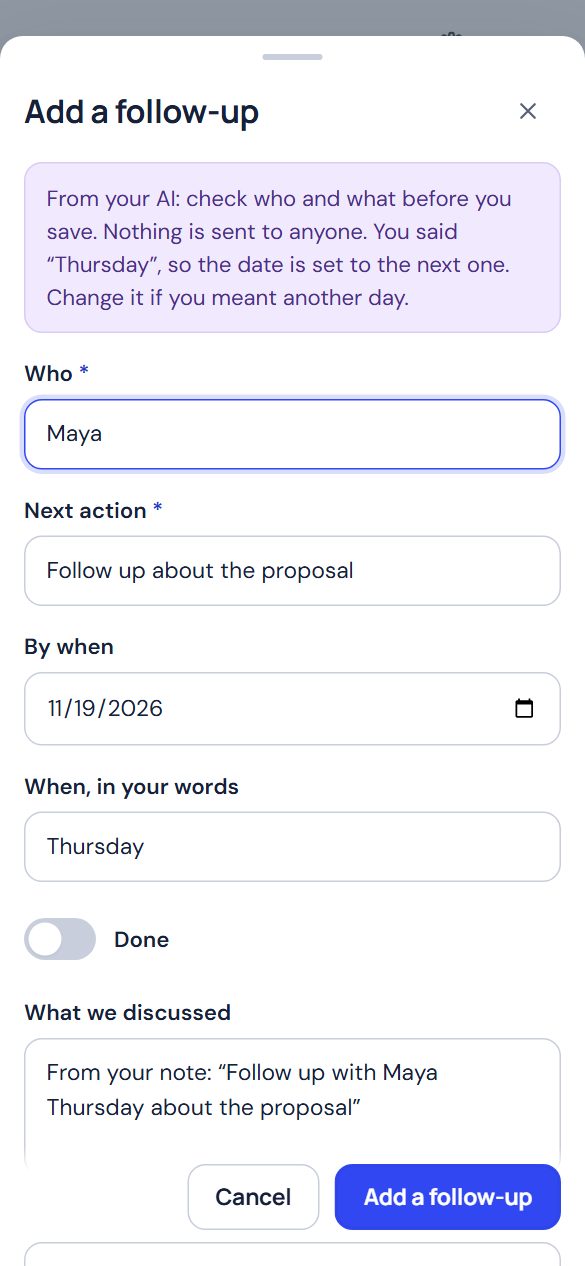 Add a follow-up
From your AI: check who and what before you
save. Nothing is sent to anyone. You said
“Thursday”, so the date is set to the next one.
Change it if you meant another day.
Who *
Maya
Next action *
Follow up about the proposal
By when
11/19/2026
When, in your words
Thursday
Done
What we discussed
From your note: “Follow up with Maya
Thursday about the proposal”
Cancel
Add a follow-up